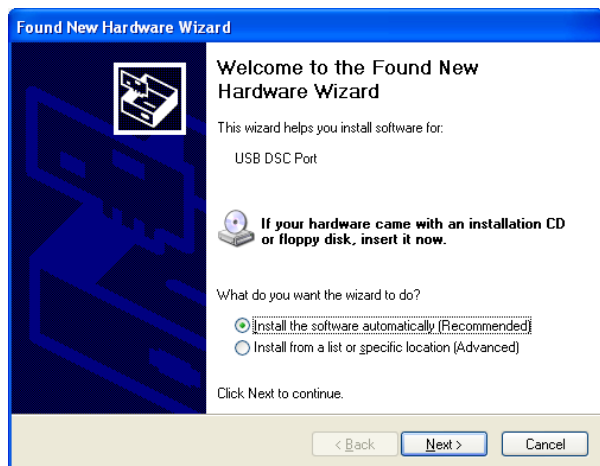 Found New Hardware Wizard
Welcome to the Found New
Hardware Wizard
This wizard helps you install software for:
USB DSC Port
If your hardware came with an installation CD
or floppy disk, insert it now.
What do you want the wizard to do?
Install the software automatically (Recommended)
Install from a list or specific location (Advanced)
Click Next to continue.
< Back
Next >
Cancel